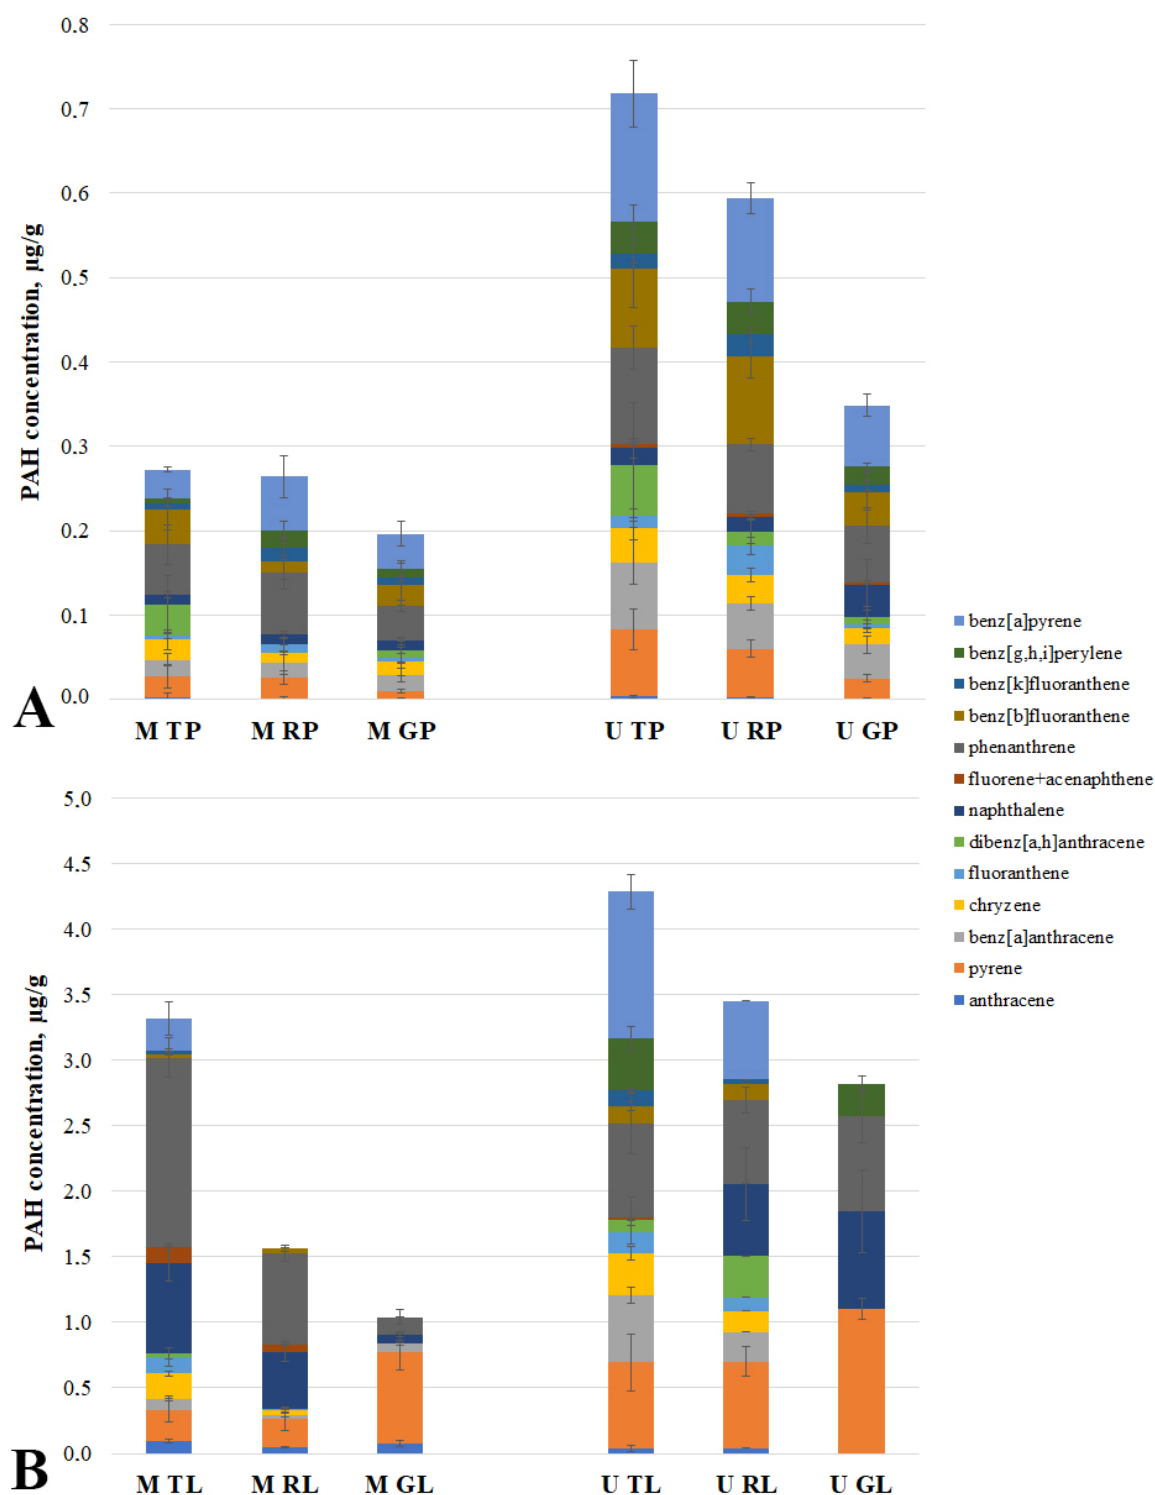 0.8
0.7
0.6
0.5
0.4
0.3
0.2
0.1
0.0
PAH concentration, µg/g
A
M TP M RP M GP U TP U RP U GP
benz[a]pyrene
benz[g,h,i]perylene
benz[k]fluoranthene
benz[b]fluoranthene
phenanthrene
fluorene+acenaphthene
naphthalene
dibenz[a,h]anthracene
fluoranthene
chryzene
benz[a]anthracene
pyrene
anthracene
5.0
4.5
4.0
3.5
3.0
2.5
2.0
1.5
1.0
0.5
0.0
PAH concentration, µg/g
B
M TL M RL M GL U TL U RL U GL